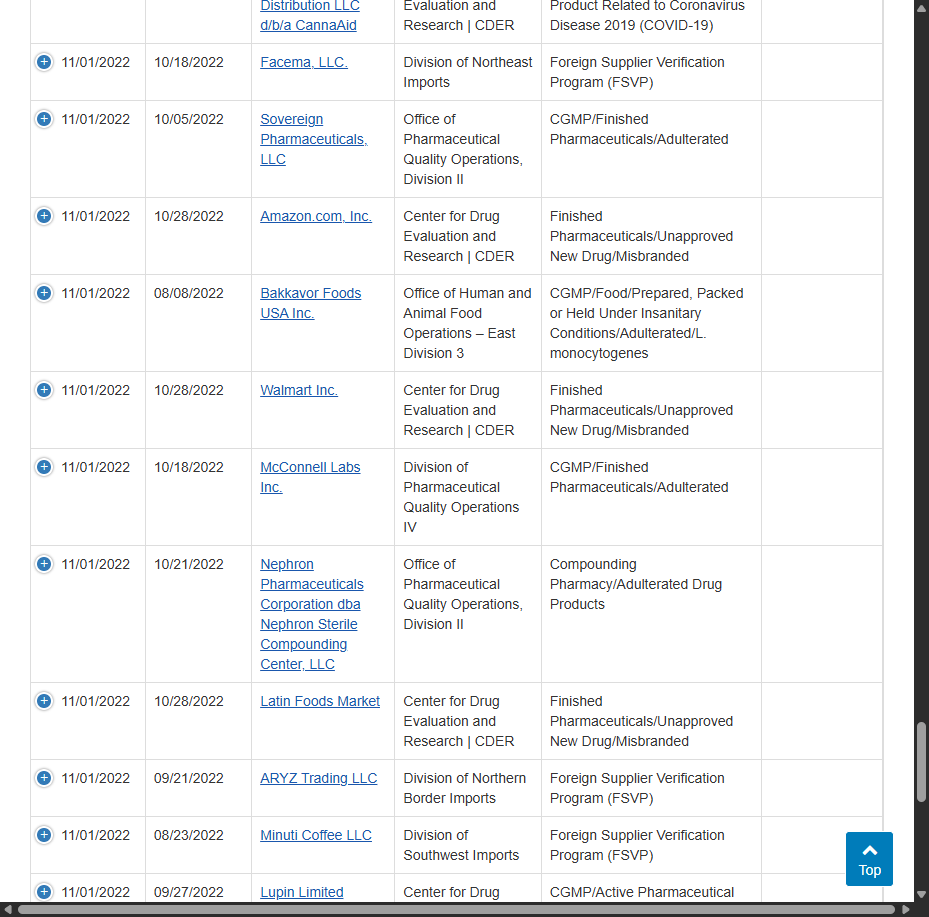 Distribution LLC Evaluation and Product Related to Coronavirus
d/b/a CannaAid Research | CDER Disease 2019 (COVID-19)
11/01/2022 10/18/2022 Facema, LLC. Division of Northeast Foreign Supplier Verification
Imports Program (FSVP)
11/01/2022 10/05/2022 Sovereign Office of CGMP/Finished
Pharmaceuticals, Pharmaceutical Pharmaceuticals/Adulterated
LLC Quality Operations,
Division II
11/01/2022 10/28/2022 Amazon.com, Inc. Center for Drug Finished
Evaluation and Pharmaceuticals/Unapproved
Research | CDER New Drug/Misbranded
11/01/2022 08/08/2022 Bakkavor Foods Office of Human and CGMP/Food/Prepared, Packed
USA Inc. Animal Food or Held Under Insanitary
Operations – East Conditions/Adulterated/L.
Division 3 monocytogenes
11/01/2022 10/28/2022 Walmart Inc. Center for Drug Finished
Evaluation and Pharmaceuticals/Unapproved
Research | CDER New Drug/Misbranded
11/01/2022 10/18/2022 McConnell Labs Division of CGMP/Finished
Inc. Pharmaceutical Pharmaceuticals/Adulterated
Quality Operations
IV
11/01/2022 10/21/2022 Nephron Office of Compounding
Pharmaceuticals Pharmaceutical Pharmacy/Adulterated Drug
Corporation dba Quality Operations, Products
Nephron Sterile Division II
Compounding
Center, LLC
11/01/2022 10/28/2022 Latin Foods Market Center for Drug Finished
Evaluation and Pharmaceuticals/Unapproved
Research | CDER New Drug/Misbranded
11/01/2022 09/21/2022 ARYZ Trading LLC Division of Northern Foreign Supplier Verification
Border Imports Program (FSVP)
11/01/2022 08/23/2022 Minuti Coffee LLC Division of Foreign Supplier Verification
Southwest Imports Program (FSVP)
Top
11/01/2022 09/27/2022 Lupin Limited Center for Drug CGMP/Active Pharmaceutical